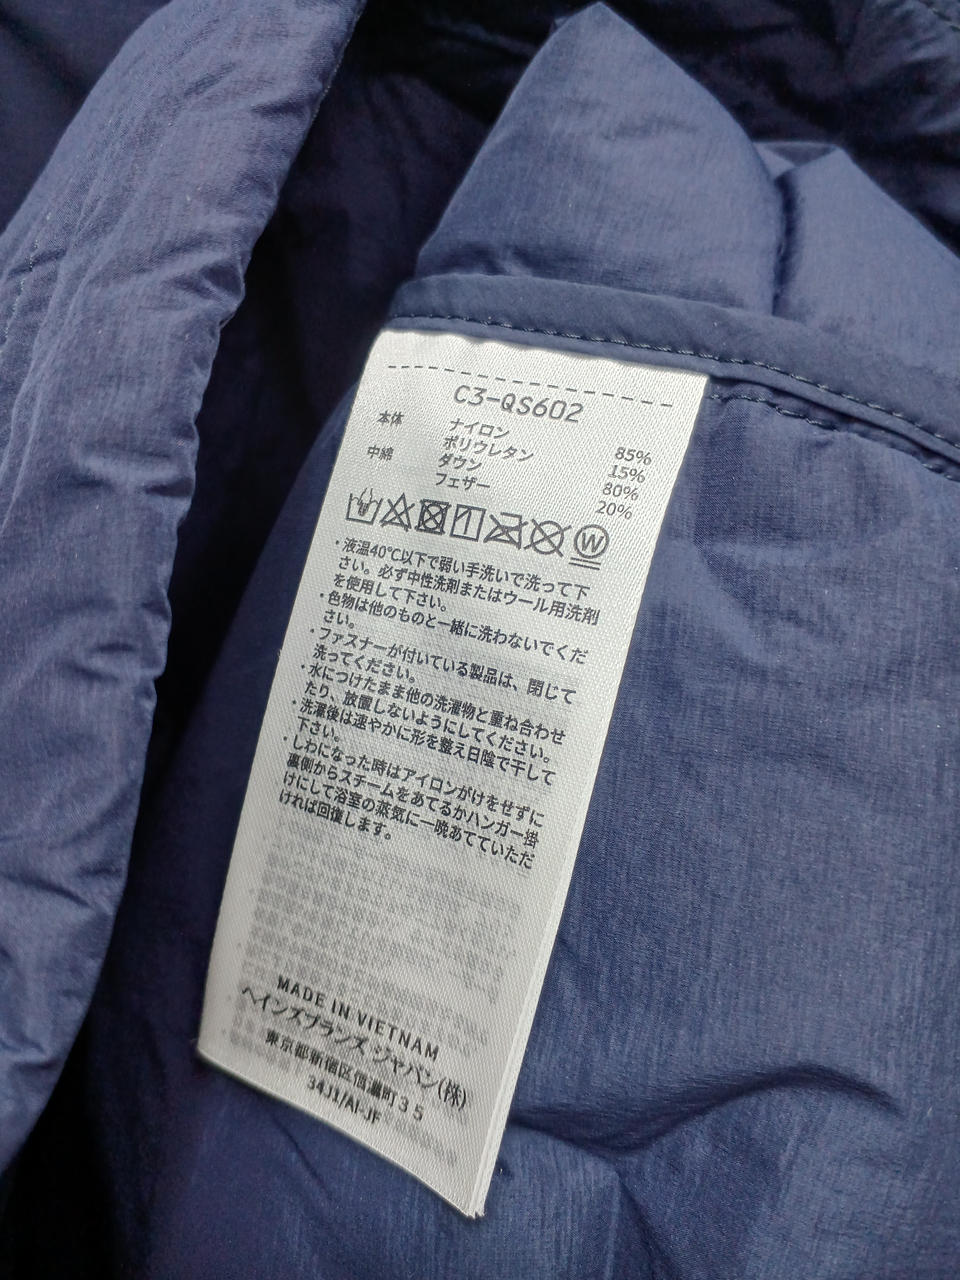 C3-QS602
本体 ナイロン 85%
ポリウレタン 15%
中綿 ダウン 80%
フェザー 20%
W
・液温40℃以下で弱い手洗いで洗って下
さい。必ず中性洗剤またはウール用洗剤
を使用して下さい。
・色物は他のものと一緒に洗わないでくだ
さい。
・ファスナーが付いている製品は、閉じて
洗ってください。
・水につけたまま他の洗濯物と重ね合わせ
たり、放置しないようにしてください。
・洗濯後は速やかに形を整え日陰で干して
下さい。
・しわになった時はアイロンがけをせずに
裏側からスチームをあてるかハンガー掛
けにして浴室の蒸気に一晩あてていただ
ければ回復します。
MADE IN VIETNAM
ヘインズブランズ ジャパン(株)
東京都新宿区信濃町35
34J1/AI-JF